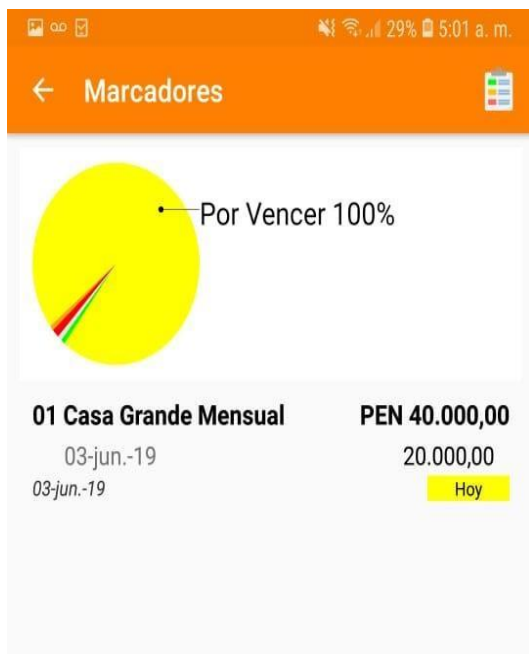 29% 5:01 a. m.
Marcadores
Por Vencer 100%
01 Casa Grande Mensual PEN 40.000,00
03-jun.-19 20.000,00
03-jun.-19 Hoy